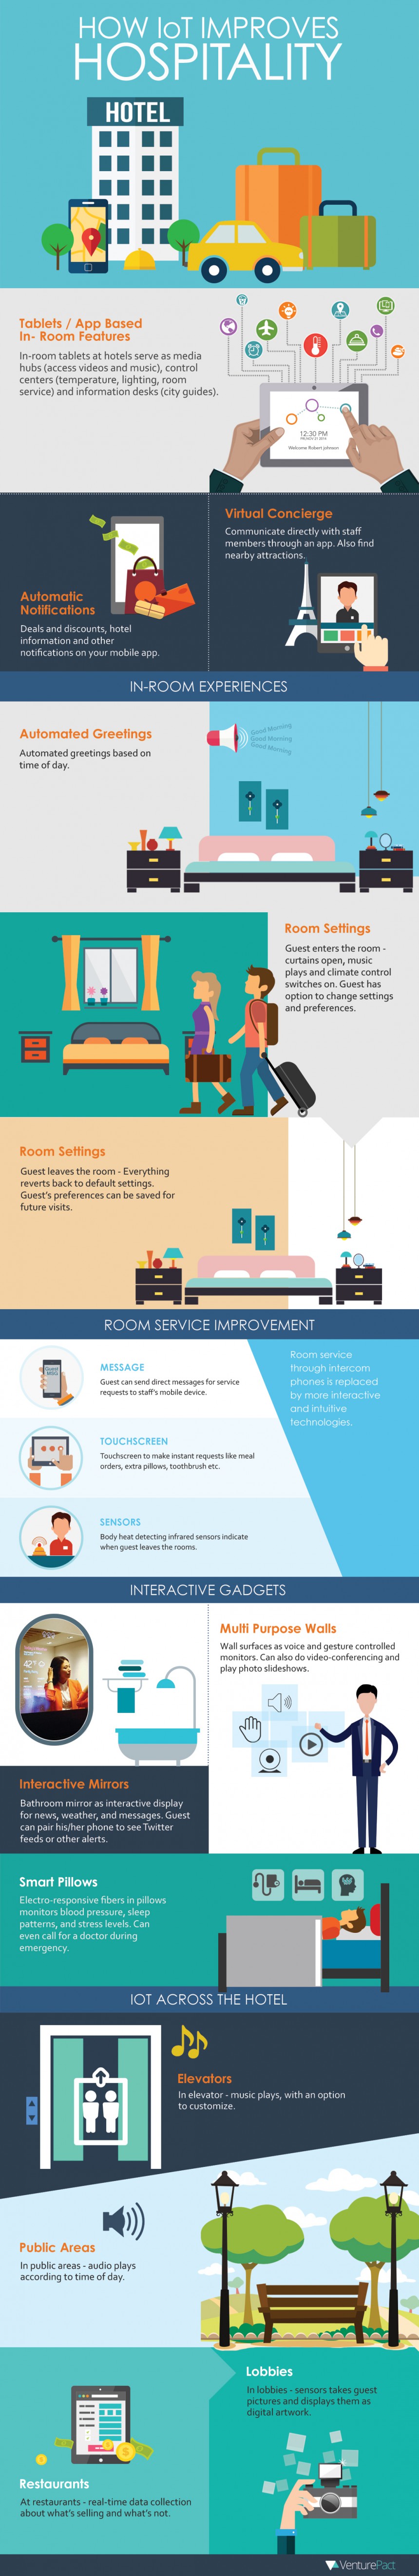 HOW IoT IMPROVES
HOSPITALITY
HOTEL
Tablets / App Based
In- Room Features
In-room tablets at hotels serve as media
hubs (access videos and music), control
centers (temperature, lighting, room
service) and information desks (city guides).
12:30 PM
Welcome Robert Johnson
Virtual Concierge
Communicate directly with staff
members through an app. Also find
nearby attractions.
Automatic
Notifications
Deals and discounts, hotel
information and other
notifications on your mobile app.
IN-ROOM EXPERIENCES
Automated Greetings
Automated greetings based on
time of day.
Good Morning
Good Morning
Good Morning
Room Settings
Guest enters the room -
curtains open, music
plays and climate control
switches on. Guest has
option to change settings
and preferences.
Room Settings
Guest leaves the room - Everything
reverts back to default settings.
Guest's preferences can be saved for
future visits.
ROOM SERVICE IMPROVEMENT
Guest
MSG
MESSAGE
Guest can send direct messages for service
requests to staff's mobile device.
Room service
through intercom
phones is replaced
by more interactive
and intuitive
technologies.
TOUCHSCREEN
Touchscreen to make instant requests like meal
orders, extra pillows, toothbrush etc.
SENSORS
Body heat detecting infrared sensors indicate
when guest leaves the rooms.
INTERACTIVE GADGETS
Multi Purpose Walls
Wall surfaces as voice and gesture controlled
monitors. Can also do video-conferencing and
play photo slideshows.
Interactive Mirrors
Bathroom mirror as interactive display
for news, weather, and messages. Guest
can pair his/her phone to see Twitter
feeds or other alerts.
Smart Pillows
Electro-responsive fibers in pillows
monitors blood pressure, sleep
patterns, and stress levels. Can
even call for a doctor during
emergency.
IOT ACROSS THE HOTEL
Elevators
In elevator - music plays, with an option
to customize.
Public Areas
In public areas - audio plays
according to time of day.
Lobbies
In lobbies - sensors takes guest
pictures and displays them as
digital artwork.
Restaurants
At restaurants - real-time data collection
about what's selling and what's not.
VenturePact